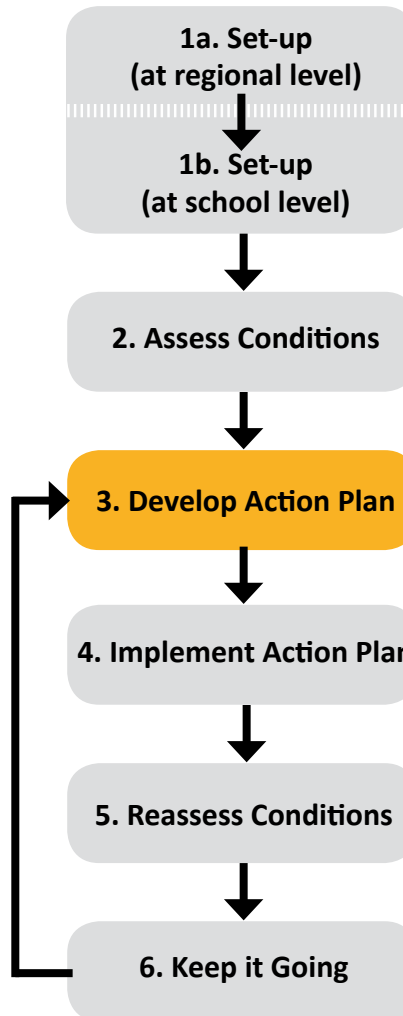 1a. Set-up
(at regional level)
1b. Set-up
(at school level)
2. Assess Conditions
3. Develop Action Plan
4. Implement Action Plan
5. Reassess Conditions
6. Keep it Going